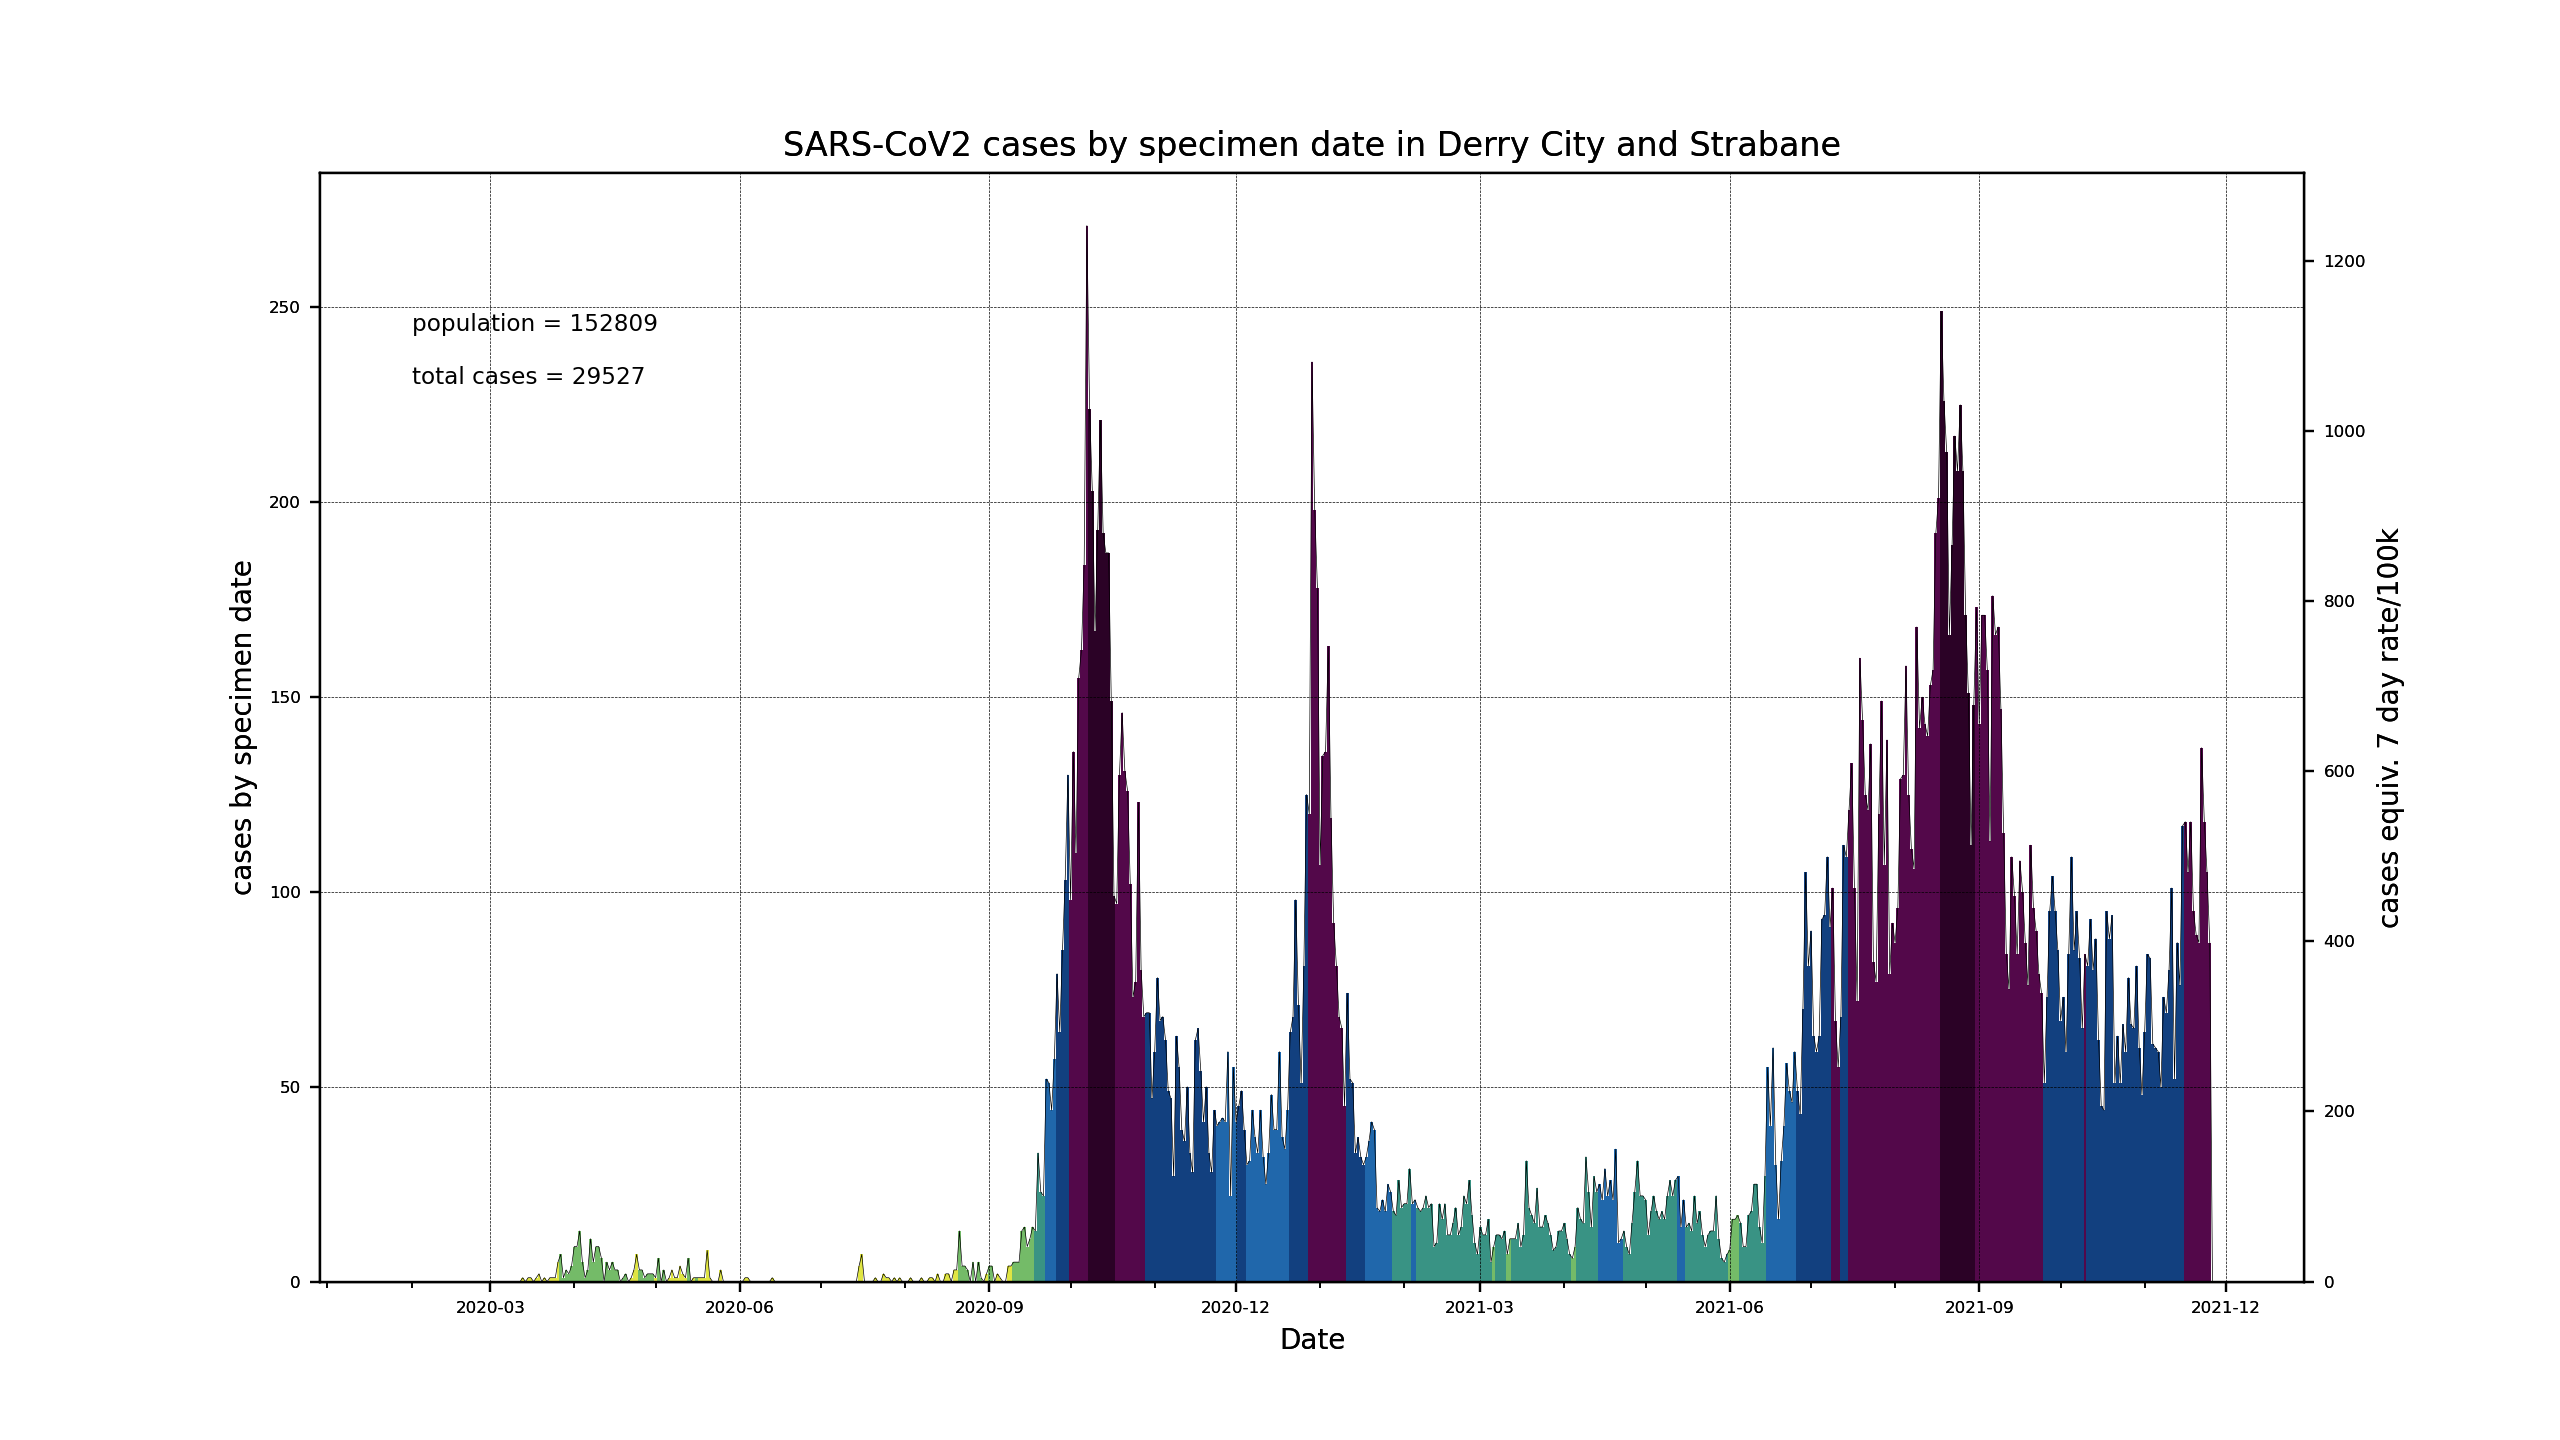 SARS-CoV2 cases by specimen date in Derry City and Strabane
population = 152809
total cases = 29527
cases by specimen date
250
200
150
100
50
0
1200
1000
800
600
400
200
0
cases equiv. 7 day rate/100k
2020-03 2020-06 2020-09 2020-12 2021-03 2021-06 2021-09 2021-12
Date